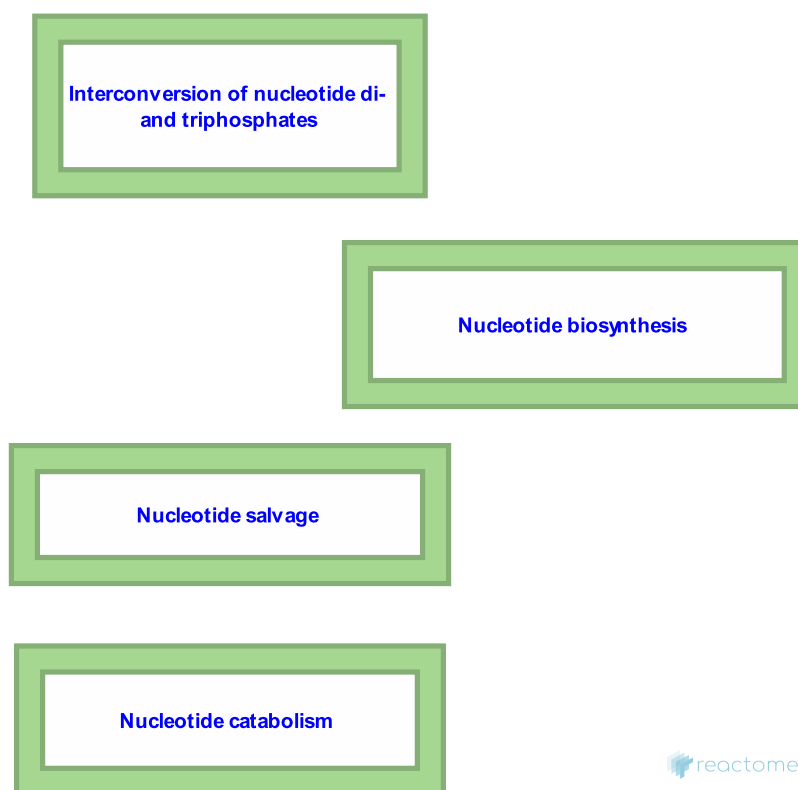 Interconversion of nucleotide di-
and triphosphates
Nucleotide biosynthesis
Nucleotide salvage
Nucleotide catabolism
reactome